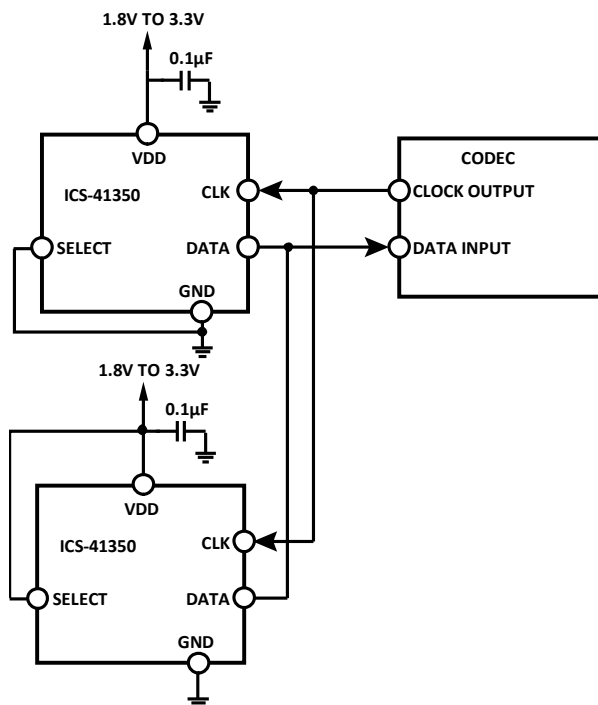 1.8V TO 3.3V
0.1µF
VDD
CODEC
ICS-41350
CLK
CLOCK OUTPUT
SELECT
DATA
DATA INPUT
GND
1.8V TO 3.3V
0.1µF
VDD
ICS-41350
CLK
SELECT
DATA
GND